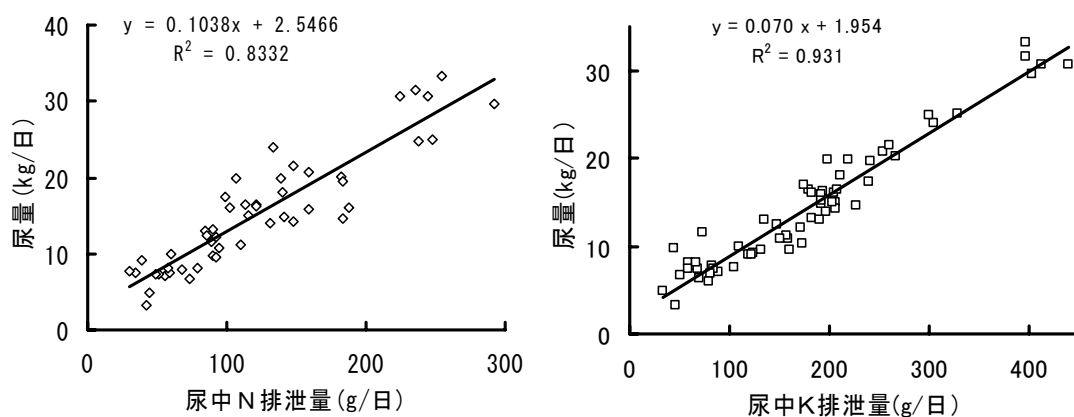 y = 0.1038x + 2.5466
R² = 0.8332
40
30
20
10
0
尿量(kg/日)
0 100 200 300
尿中N排泄量(g/日)
y = 0.070 x + 1.954
R² = 0.931
30
20
10
0
尿量(kg/日)
0 100 200 300 400
尿中K排泄量(g/日)